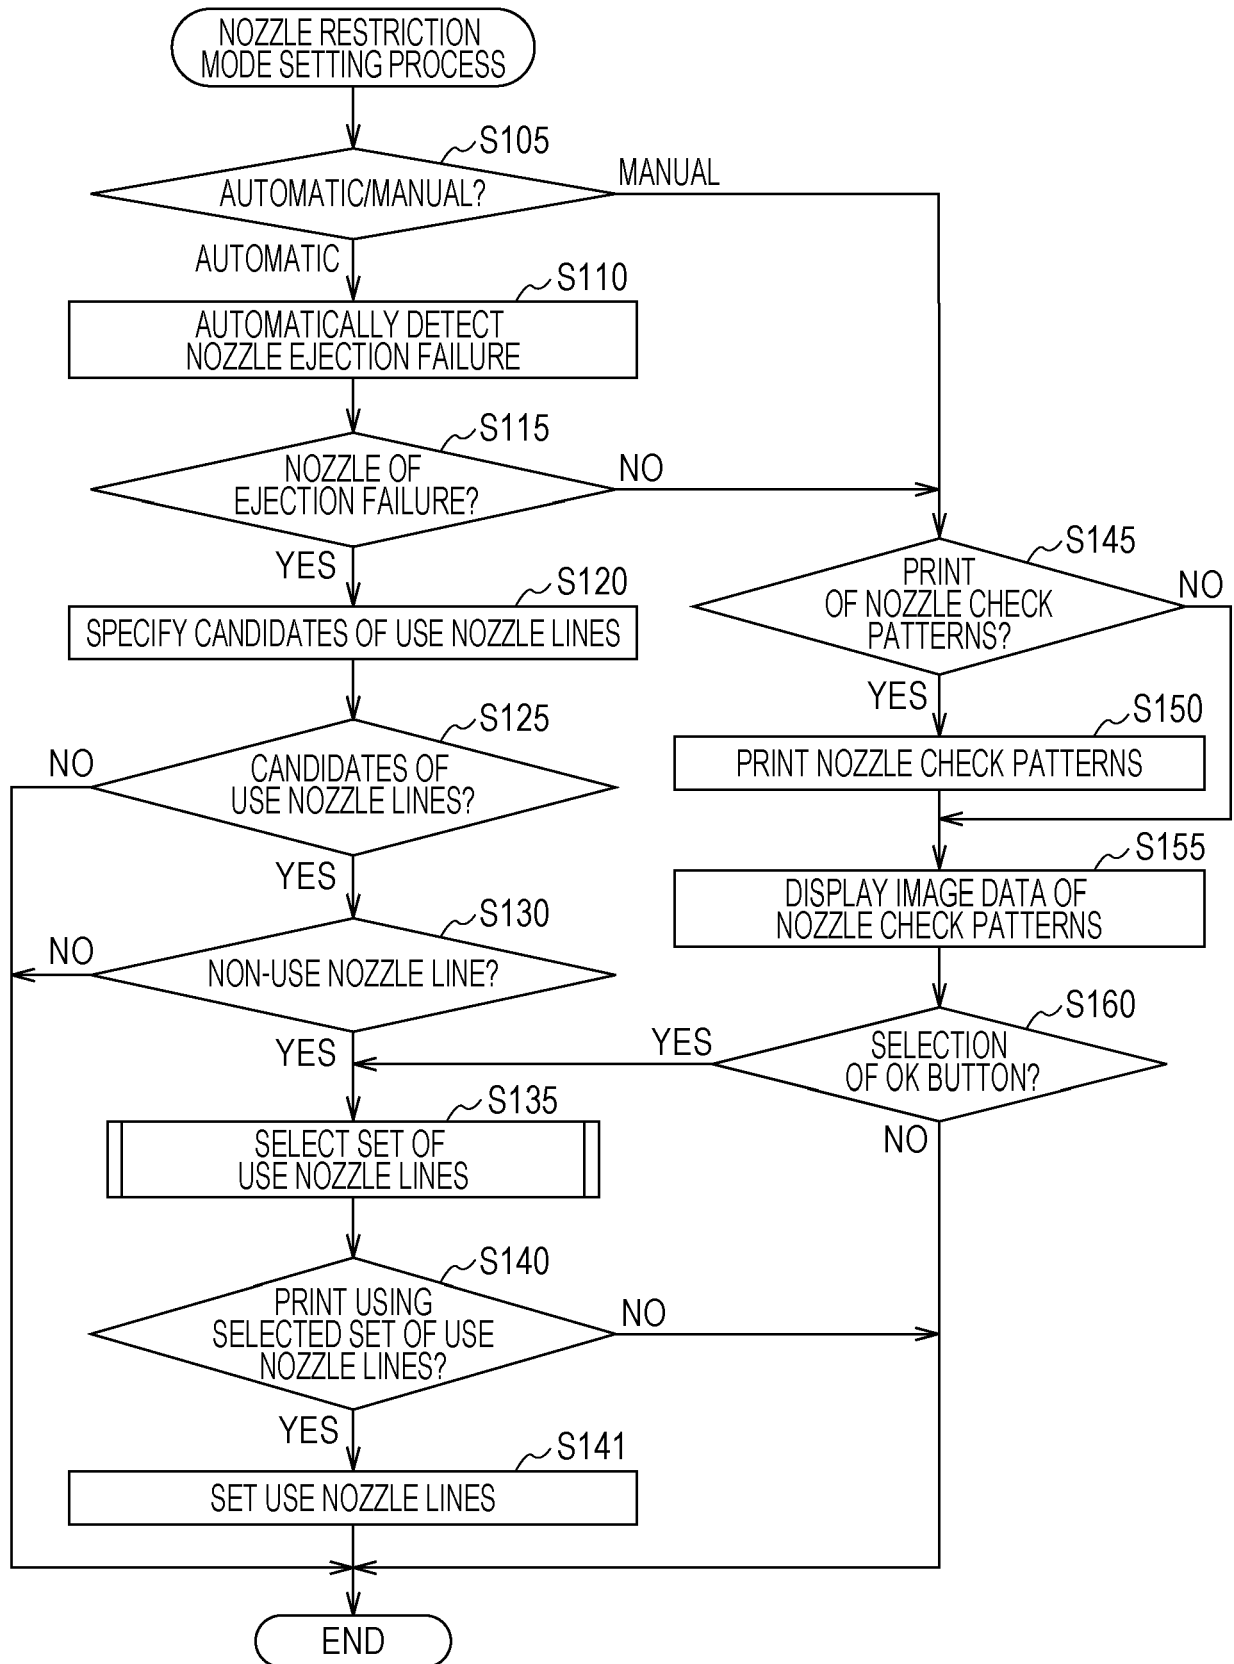 NOZZLE RESTRICTION
MODE SETTING PROCESS
S105
AUTOMATIC/MANUAL?
MANUAL
AUTOMATIC
S110
AUTOMATICALLY DETECT
NOZZLE EJECTION FAILURE
S115
NOZZLE OF
EJECTION FAILURE?
NO
YES
S120
SPECIFY CANDIDATES OF USE NOZZLE LINES
S125
CANDIDATES OF
USE NOZZLE LINES?
NO
YES
S130
NON-USE NOZZLE LINE?
NO
YES
S135
SELECT SET OF
USE NOZZLE LINES
S140
PRINT USING
SELECTED SET OF USE
NOZZLE LINES?
NO
YES
S141
SET USE NOZZLE LINES
S145
PRINT
OF NOZZLE CHECK
PATTERNS?
NO
YES
S150
PRINT NOZZLE CHECK PATTERNS
S155
DISPLAY IMAGE DATA OF
NOZZLE CHECK PATTERNS
S160
SELECTION
OF OK BUTTON?
YES
NO
END